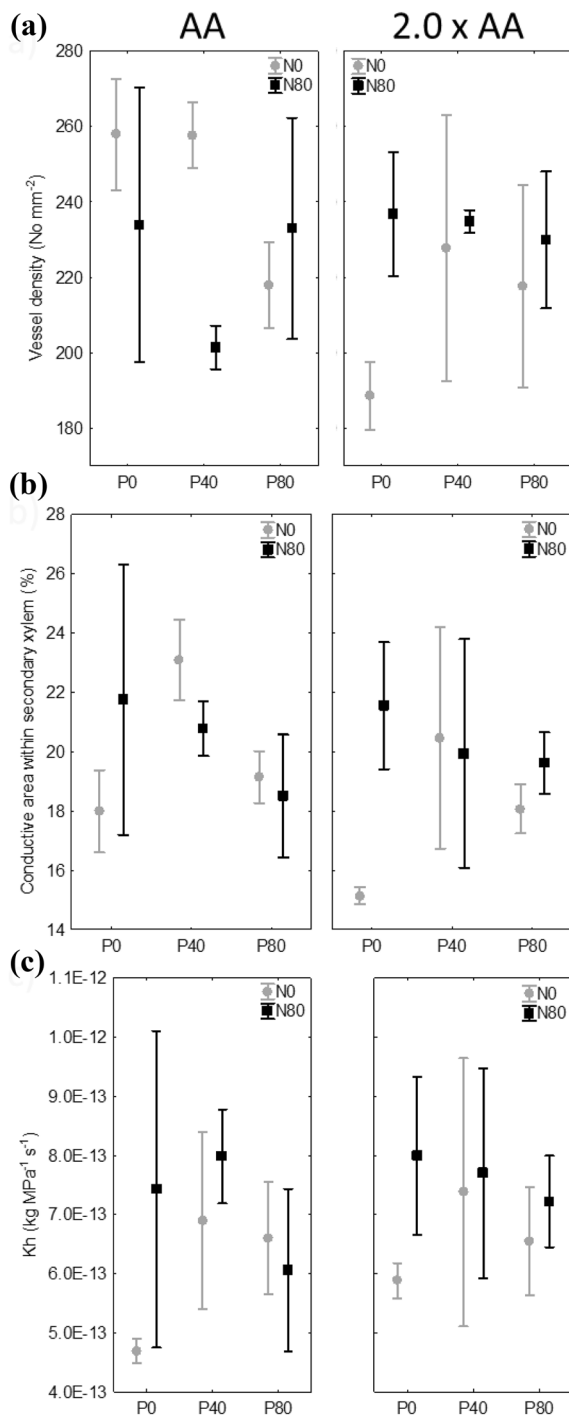 (a)
AA
2.0 x AA
280
260
240
220
200
180
Vessel density (No mm⁻²)
N0
N80
N0
N80
P0 P40 P80
P0 P40 P80
(b)
b)
28
26
24
22
20
18
16
14
Conductive area within secondary xylem (%)
N0
N80
N0
N80
P0 P40 P80
P0 P40 P80
(c)
1.1E-12
1.0E-12
9.0E-13
8.0E-13
7.0E-13
6.0E-13
5.0E-13
4.0E-13
Kh (kg MPa⁻¹ s⁻¹)
N0
N80
N0
N80
P0 P40 P80
P0 P40 P80